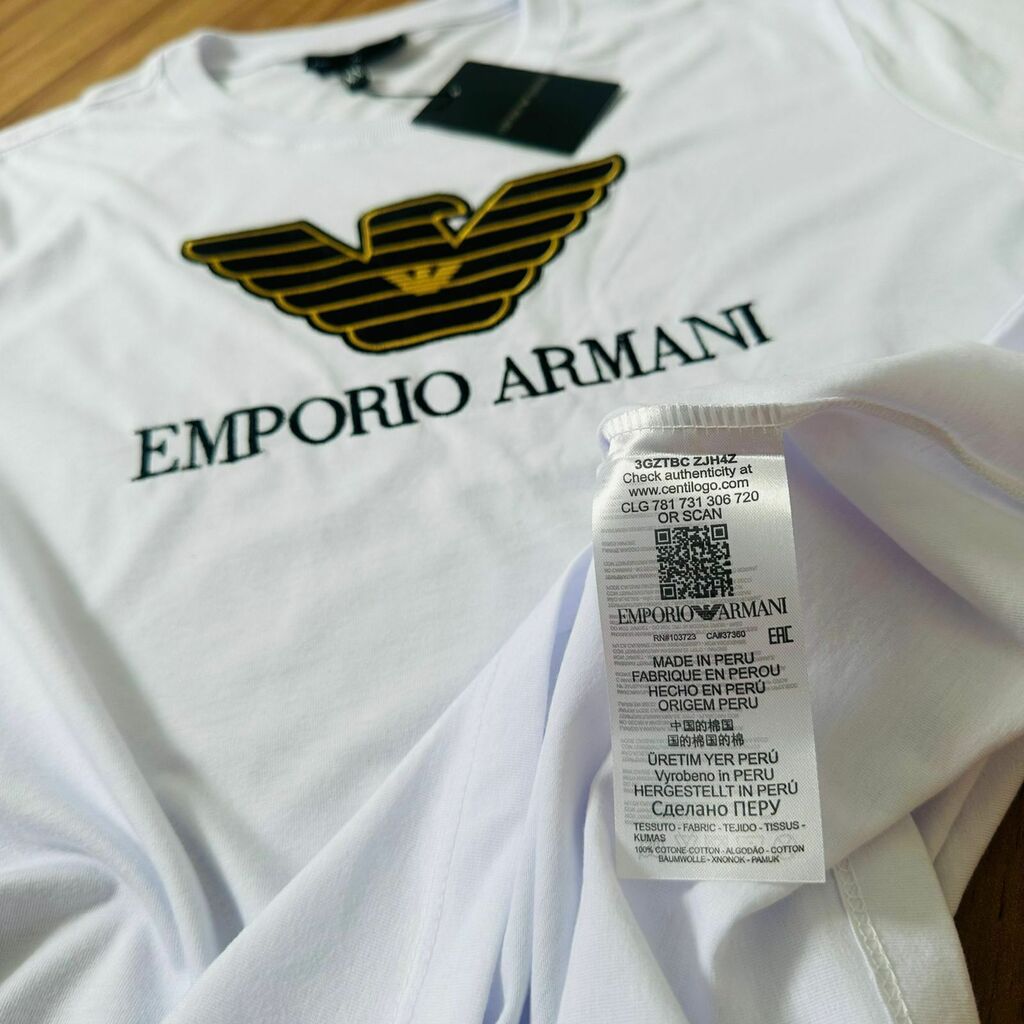 EMPORIO ARMANI
3GZTBC ZJH4Z
Check authenticity at
www.centilogo.com
CLG 781 731 306 720
OR SCAN
EMPORIO ARMANI
RN#103723 CA#37360 EAC
MADE IN PERU
FABRIQUE EN PEROU
HECHO EN PERÚ
ORIGEM PERU
中国的棉国
国的棉国的棉
ÜRETIM YER PERÚ
Vyrobeno in PERU
HERGESTELLT IN PERÚ
Сделано ПЕРУ
TESSUTO - FABRIC - TEJIDO - TISSUS -
KUMAS
100% COTONE-COTTON - ALGODÃO - COTTON
BAUMWOLLE - XNONOK - PAMUK